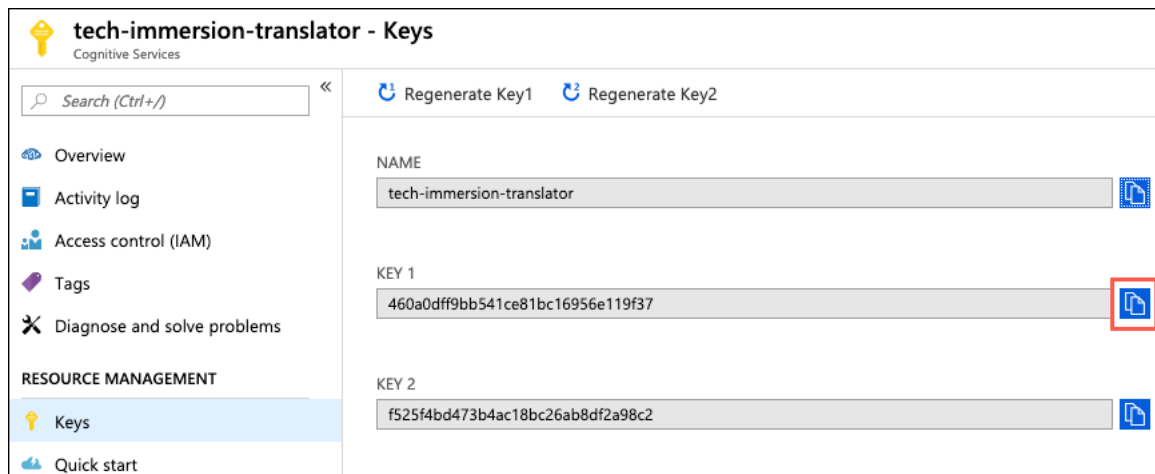 tech-immersion-translator - Keys
Cognitive Services
Search (Ctrl+/)
«
Overview
Activity log
Access control (IAM)
Tags
Diagnose and solve problems
RESOURCE MANAGEMENT
Keys
Quick start
1 Regenerate Key1
2 Regenerate Key2
NAME
tech-immersion-translator
KEY 1
460a0dff9bb541ce81bc16956e119f37
KEY 2
f525f4bd473b4ac18bc26ab8df2a98c2